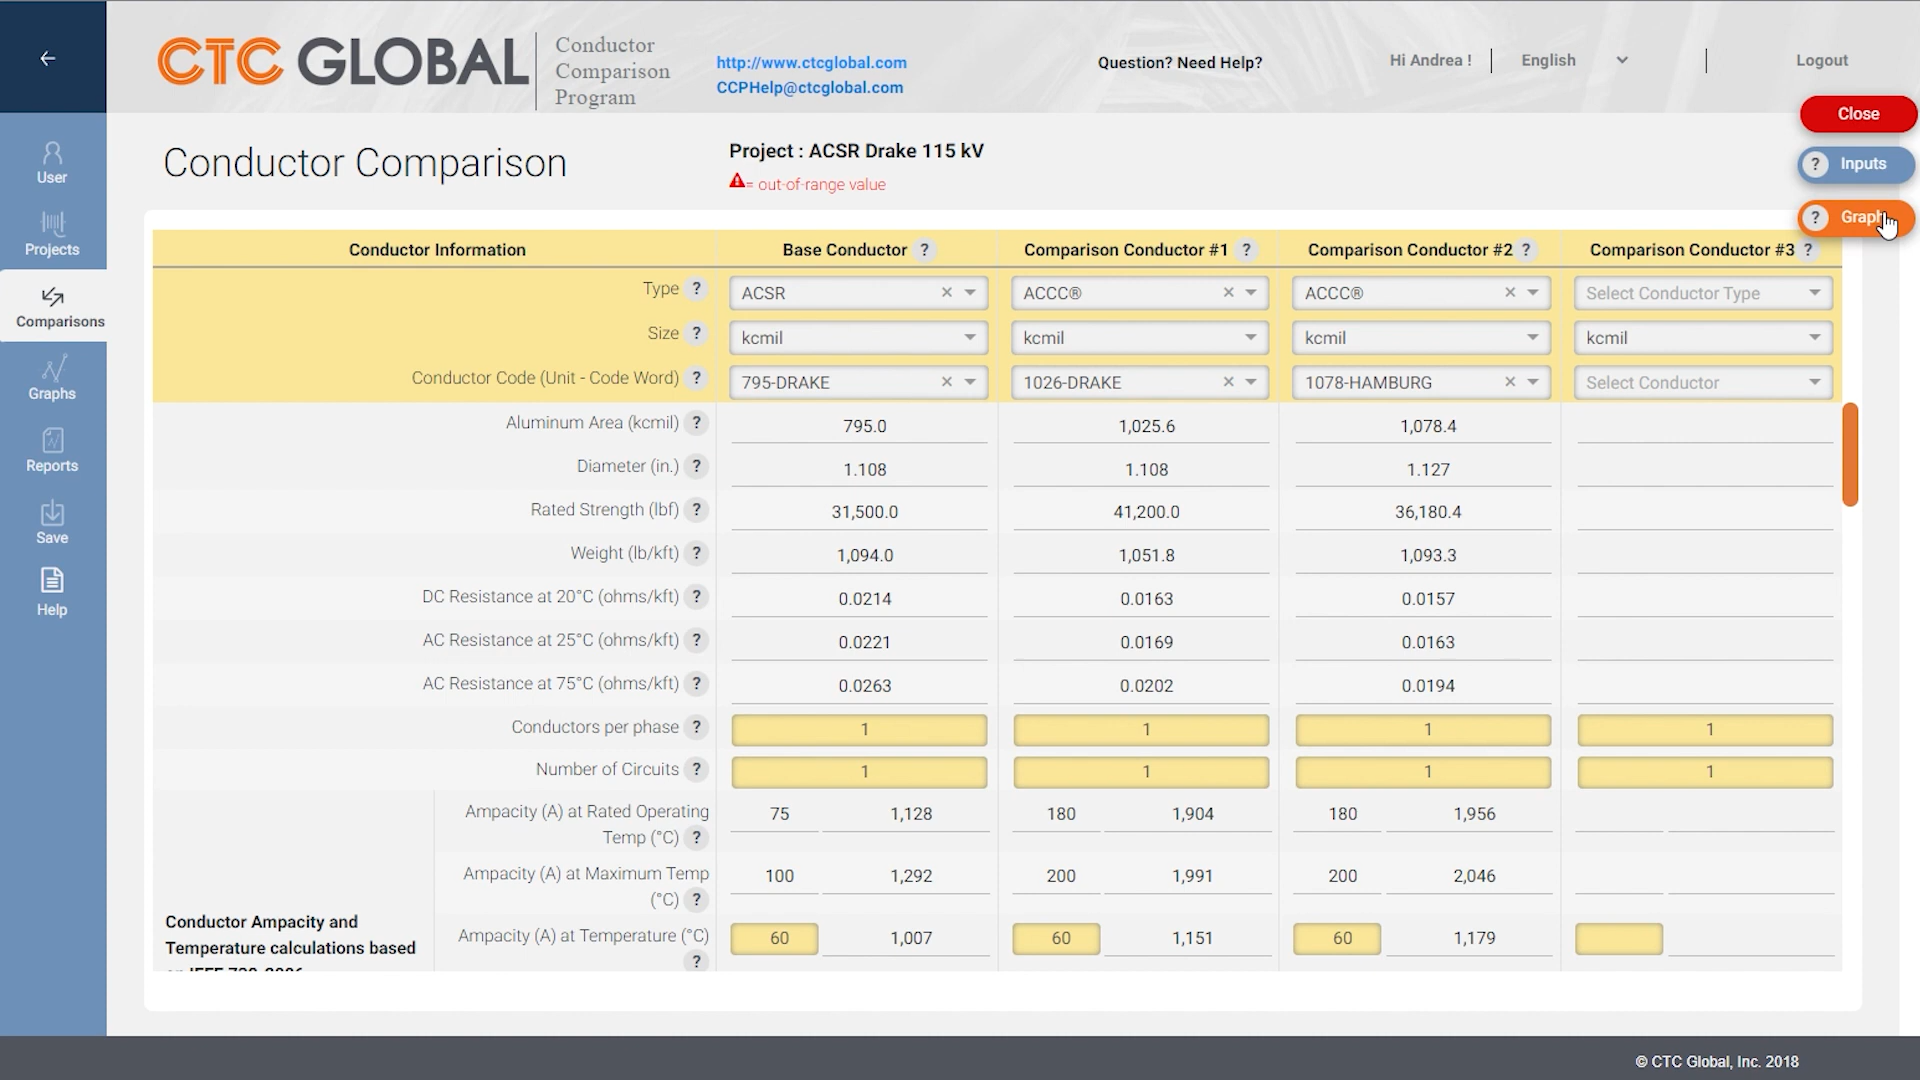 CTC GLOBAL
Conductor
Comparison
Program
http://www.ctcglobal.com
CCPHelp@ctcglobal.com
Question? Need Help?
Hi Andrea !
English
Logout
Close
? Inputs
? Graph
User
Projects
Comparisons
Graphs
Reports
Save
Help
Conductor Comparison
Project : ACSR Drake 115 kV
= out-of-range value
Conductor Information Base Conductor ? Comparison Conductor #1 ? Comparison Conductor #2 ? Comparison Conductor #3 ?
Type ? ACSR × ACCC® × ACCC® × Select Conductor Type
Size ? kcmil kcmil kcmil kcmil
Conductor Code (Unit - Code Word) ? 795-DRAKE × 1026-DRAKE × 1078-HAMBURG × Select Conductor
Aluminum Area (kcmil) ? 795.0 1,025.6 1,078.4
Diameter (in.) ? 1.108 1.108 1.127
Rated Strength (lbf) ? 31,500.0 41,200.0 36,180.4
Weight (lb/kft) ? 1,094.0 1,051.8 1,093.3
DC Resistance at 20°C (ohms/kft) ? 0.0214 0.0163 0.0157
AC Resistance at 25°C (ohms/kft) ? 0.0221 0.0169 0.0163
AC Resistance at 75°C (ohms/kft) ? 0.0263 0.0202 0.0194
Conductors per phase ? 1 1 1 1
Number of Circuits ? 1 1 1 1
Ampacity (A) at Rated Operating
Temp (°C) ? 75 1,128 180 1,904 180 1,956
Ampacity (A) at Maximum Temp
(°C) ? 100 1,292 200 1,991 200 2,046
Conductor Ampacity and
Temperature calculations based
Ampacity (A) at Temperature (°C)
? 60 1,007 60 1,151 60 1,179
© CTC Global, Inc. 2018